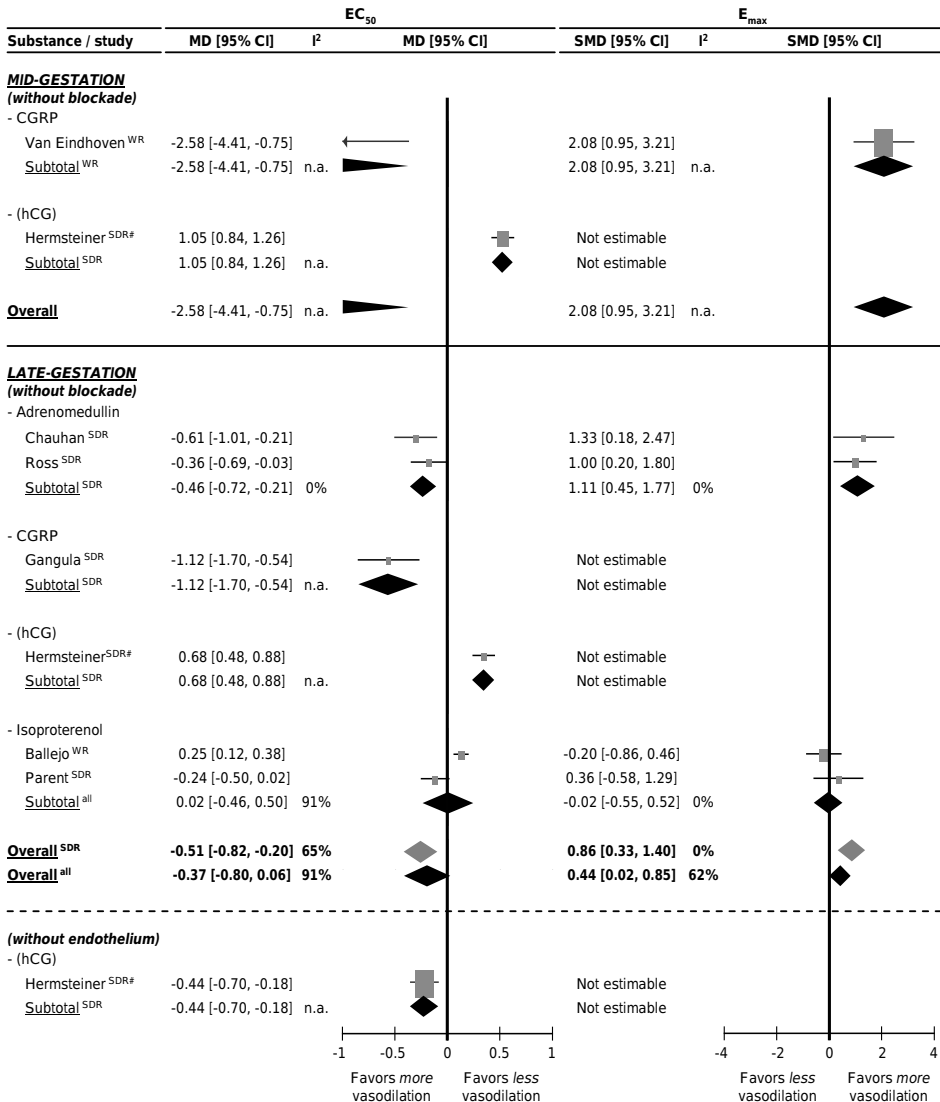 EC50 Emax
Substance / study MD [95% CI] I² MD [95% CI] SMD [95% CI] I² SMD [95% CI]
MID-GESTATION
(without blockade)
- CGRP
Van Eindhoven WR -2.58 [-4.41, -0.75] 2.08 [0.95, 3.21]
Subtotal WR -2.58 [-4.41, -0.75] n.a. 2.08 [0.95, 3.21] n.a.
- (hCG)
Hermsteiner SDR# 1.05 [0.84, 1.26] Not estimable
Subtotal SDR 1.05 [0.84, 1.26] n.a. Not estimable
Overall -2.58 [-4.41, -0.75] n.a. 2.08 [0.95, 3.21] n.a.
LATE-GESTATION
(without blockade)
- Adrenomedullin
Chauhan SDR -0.61 [-1.01, -0.21] 1.33 [0.18, 2.47]
Ross SDR -0.36 [-0.69, -0.03] 1.00 [0.20, 1.80]
Subtotal SDR -0.46 [-0.72, -0.21] 0% 1.11 [0.45, 1.77] 0%
- CGRP
Gangula SDR -1.12 [-1.70, -0.54] Not estimable
Subtotal SDR -1.12 [-1.70, -0.54] n.a. Not estimable
- (hCG)
Hermsteiner SDR# 0.68 [0.48, 0.88] Not estimable
Subtotal SDR 0.68 [0.48, 0.88] n.a. Not estimable
- Isoproterenol
Ballejo WR 0.25 [0.12, 0.38] -0.20 [-0.86, 0.46]
Parent SDR -0.24 [-0.50, 0.02] 0.36 [-0.58, 1.29]
Subtotal all 0.02 [-0.46, 0.50] 91% -0.02 [-0.55, 0.52] 0%
Overall SDR -0.51 [-0.82, -0.20] 65% 0.86 [0.33, 1.40] 0%
Overall all -0.37 [-0.80, 0.06] 91% 0.44 [0.02, 0.85] 62%
(without endothelium)
- (hCG)
Hermsteiner SDR# -0.44 [-0.70, -0.18] Not estimable
Subtotal SDR -0.44 [-0.70, -0.18] n.a. Not estimable
-1 -0.5 0 0.5 1 -4 -2 0 2 4
Favors more Favors less Favors less Favors more
vasodilation vasodilation vasodilation vasodilation